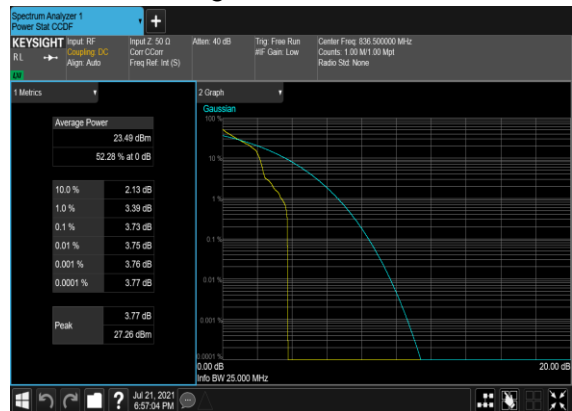 Spectrum Analyzer 1
Power Stat CCDF
KEYSIGHT
RL
LW
Input: RF
Coupling: DC
Align: Auto
Input Z: 50 Ω
Corr CCorr
Freq Ref: Int (S)
Atten: 40 dB
Trig: Free Run
#IF Gain: Low
Center Freq: 836.500000 MHz
Counts: 1.00 M/1.00 Mpt
Radio Std: None
1 Metrics
Average Power
23.49 dBm
52.28 % at 0 dB
10.0 % 2.13 dB
1.0 % 3.39 dB
0.1 % 3.73 dB
0.01 % 3.75 dB
0.001 % 3.76 dB
0.0001 % 3.77 dB
Peak
3.77 dB
27.26 dBm
2 Graph
Gaussian
100 %
10 %
1 %
0.1 %
0.01 %
0.001 %
0.0001 %
0.00 dB 20.00 dB
Info BW 25.000 MHz
? Jul 21, 2021
6:57:04 PM